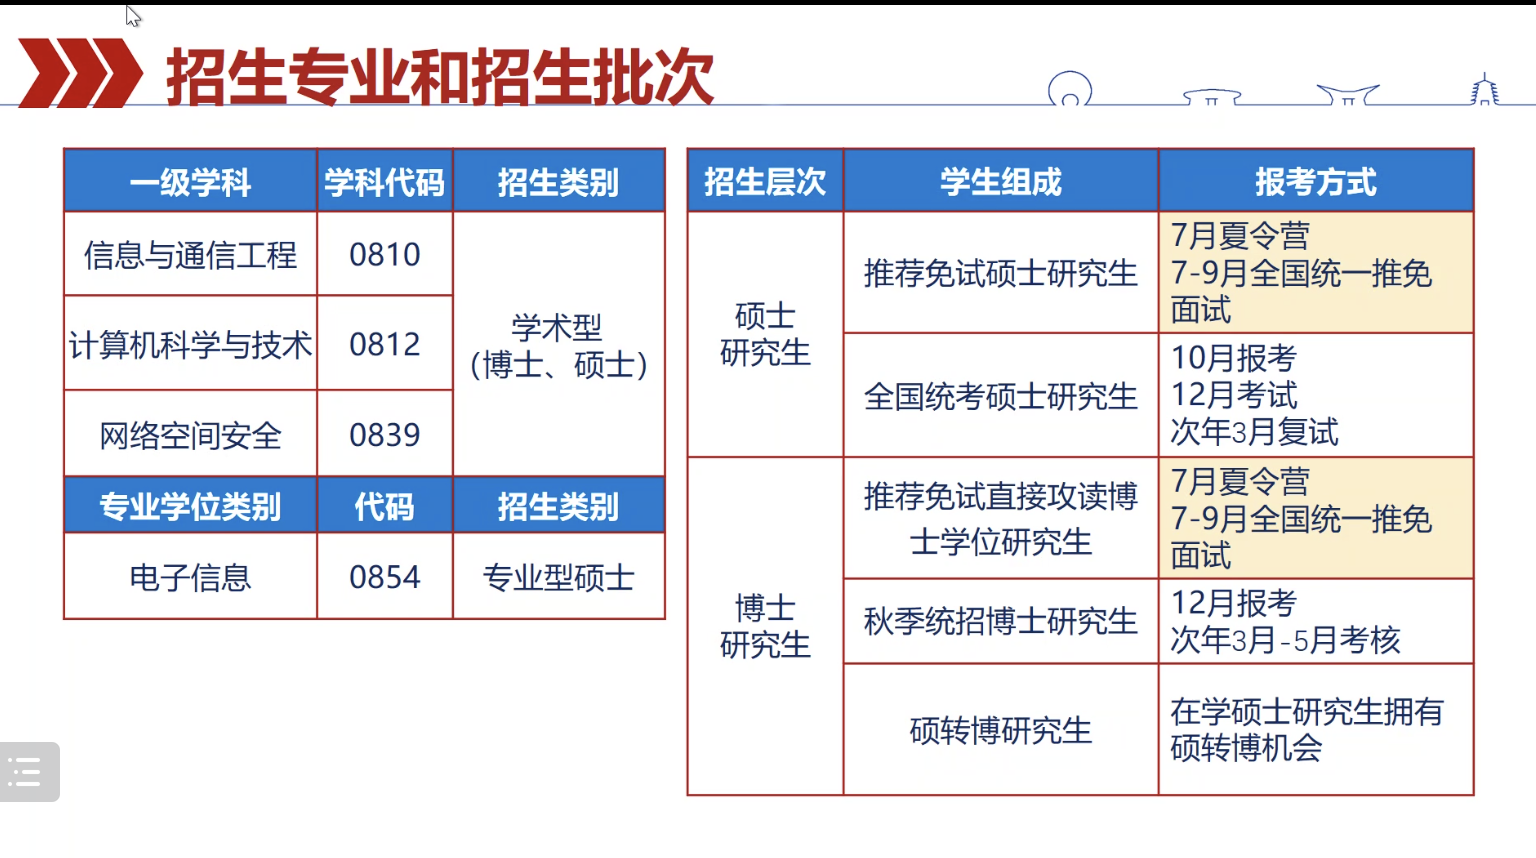 招生专业和招生批次
一级学科 学科代码 招生类别
信息与通信工程 0810
计算机科学与技术 0812
网络空间安全 0839
学术型
（博士、硕士）
专业学位类别 代码 招生类别
电子信息 0854 专业型硕士
招生层次 学生组成 报考方式
硕士
研究生
推荐免试硕士研究生
7月夏令营
7-9月全国统一推免
面试
全国统考硕士研究生
10月报考
12月考试
次年3月复试
博士
研究生
推荐免试直接攻读博
士学位研究生
7月夏令营
7-9月全国统一推免
面试
秋季统招博士研究生
12月报考
次年3月-5月考核
硕转博研究生
在学硕士研究生拥有
硕转博机会